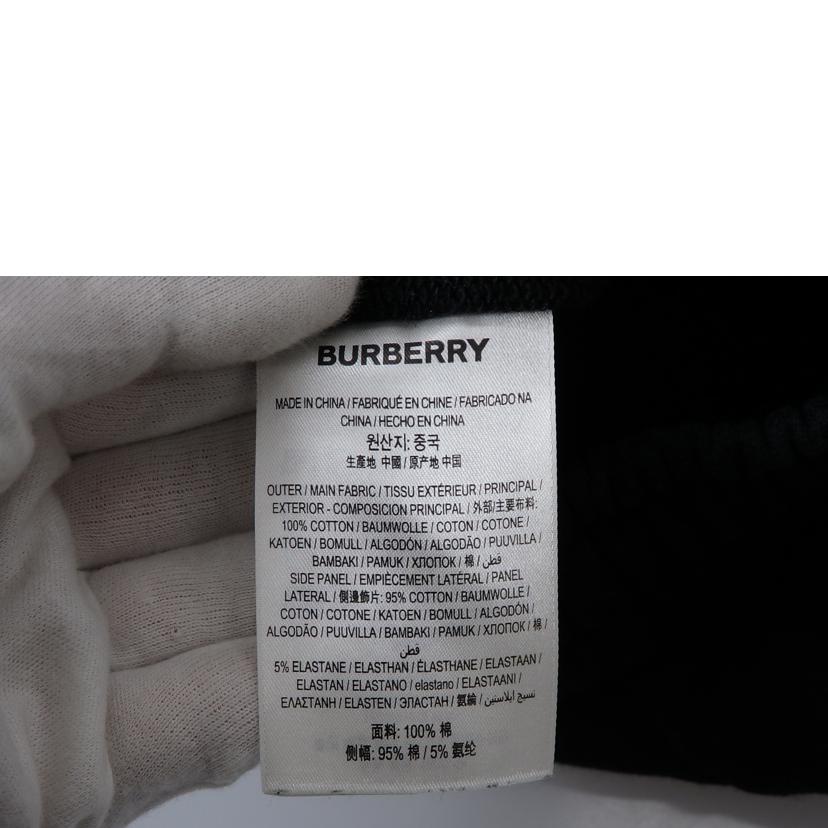 BURBERRY
MADE IN CHINA / FABRIQUÉ EN CHINE / FABRICADO NA
CHINA / HECHO EN CHINA
원산지: 중국
生產地 中國 / 原产地 中国
OUTER / MAIN FABRIC / TISSU EXTÉRIEUR / PRINCIPAL /
EXTERIOR - COMPOSICION PRINCIPAL / 外部/主要布料:
100% COTTON / BAUMWOLLE / COTON / COTONE /
KATOEN / BOMULL / ALGODÓN / ALGODÃO / PUUVILLA /
BAMBAKI / PAMUK / ХЛОПОК / 棉 / قطن
SIDE PANEL / EMPIÈCEMENT LATÉRAL / PANEL
LATERAL / 側邊飾片: 95% COTTON / BAUMWOLLE /
COTON / COTONE / KATOEN / BOMULL / ALGODÓN /
ALGODÃO / PUUVILLA / BAMBAKI / PAMUK / ХЛОПОК / 棉 /
قطن
5% ELASTANE / ELASTHAN / ÉLASTHANE / ELASTAAN /
ELASTAN / ELASTANO / elastano / ELASTAANI /
ΕΛΑΣΤΑΝΗ / ELASTEN / ЭЛАСТАН / 氨綸 / نسيج ايلاستين
面料: 100% 棉
侧幅: 95% 棉 / 5% 氨纶